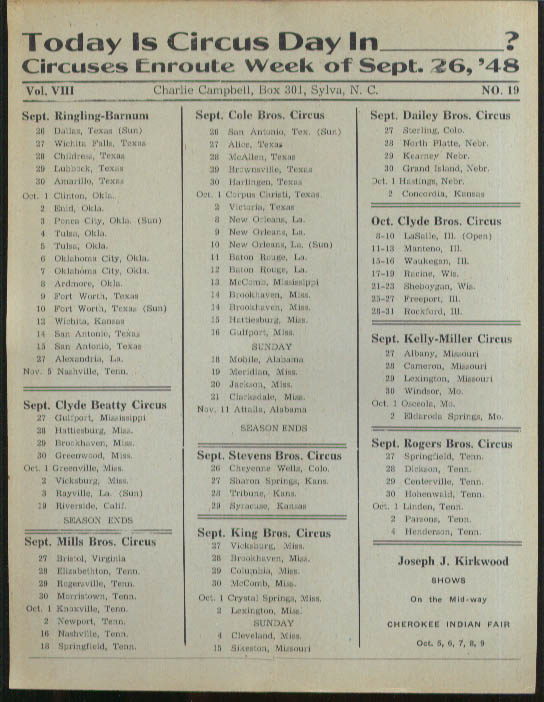 Today Is Circus Day In______?
Circuses Enroute Week of Sept. 26, '48
Vol. VIII Charlie Campbell, Box 301, Sylva, N. C. NO. 19
Sept. Ringling-Barnum
26 Dallas, Texas (Sun)
27 Wichita Falls, Texas
28 Childress, Texas
29 Lubbock, Texas
30 Amarillo, Texas
Oct. 1 Clinton, Okla.
2 Enid, Okla.
3 Ponca City, Okla. (Sun)
4 Tulsa, Okla.
5 Tulsa, Okla.
6 Oklahoma City, Okla.
7 Oklahoma City, Okla.
8 Ardmore, Okla.
9 Fort Worth, Texas
10 Fort Worth, Texas (Sun)
12 Wichita, Kansas
14 San Antonio, Texas
15 San Antonio, Texas
27 Alexandria, La.
Nov. 5 Nashville, Tenn.
Sept. Clyde Beatty Circus
27 Gulfport, Mississippi
28 Hattiesburg, Miss.
29 Brookhaven, Miss.
30 Greenwood, Miss.
Oct. 1 Greenville, Miss.
2 Vicksburg, Miss.
3 Rayville, La. (Sun)
19 Riverside, Calif.
SEASON ENDS
Sept. Mills Bros. Circus
27 Bristol, Virginia
28 Elizabethton, Tenn.
29 Rogersville, Tenn.
30 Morristown, Tenn.
Oct. 1 Knoxville, Tenn.
2 Newport, Tenn.
16 Nashville, Tenn.
18 Springfield, Tenn.
Sept. Cole Bros. Circus
26 San Antonio, Tex. (Sun)
27 Alice, Texas
28 McAllen, Texas
29 Brownsville, Texas
30 Harlingen, Texas
Oct. 1 Corpus Christi, Texas
2 Victoria, Texas
8 New Orleans, La.
9 New Orleans, La.
10 New Orleans, La. (Sun)
11 Baton Rouge, La.
12 Baton Rouge, La.
13 McComb, Mississippi
14 Brookhaven, Miss.
14 Brookhaven, Miss.
15 Hattiesburg, Miss.
16 Gulfport, Miss.
SUNDAY
18 Mobile, Alabama
19 Meridian, Miss.
20 Jackson, Miss.
21 Clarksdale, Miss.
Nov. 11 Attalla, Alabama
SEASON ENDS
Sept. Stevens Bros. Circus
26 Cheyenne Wells, Colo.
27 Sharon Springs, Kans.
28 Tribune, Kans.
29 Syracuse, Kansas
Sept. King Bros. Circus
27 Vicksburg, Miss.
28 Brookhaven, Miss.
29 Columbia, Miss.
30 McComb, Miss.
Oct. 1 Crystal Springs, Miss.
2 Lexington, Miss.
SUNDAY
4 Cleveland, Miss.
15 Sikeston, Missouri
Sept. Dailey Bros. Circus
27 Sterling, Colo.
28 North Platte, Nebr.
29 Kearney Nebr.
30 Grand Island, Nebr.
Oct. 1 Hastings, Nebr.
2 Concordia, Kansas
Oct. Clyde Bros. Circus
8-10 LaSalle, Ill. (Open)
11-13 Manteno, Ill.
15-16 Waukegan, Ill.
17-19 Racine, Wis.
21-23 Sheboygan, Wis.
25-27 Freeport, Ill.
28-31 Rockford, Ill.
Sept. Kelly-Miller Circus
27 Albany, Missouri
28 Cameron, Missouri
29 Lexington, Missouri
30 Windsor, Mo.
Oct. 1 Osceola, Mo.
2 Eldaroda Springs, Mo.
Sept. Rogers Bros. Circus
27 Springfield, Tenn.
28 Dickson, Tenn.
29 Centerville, Tenn.
30 Hohenwald, Tenn.
Oct. 1 Linden, Tenn.
2 Parsons, Tenn.
4 Henderson, Tenn.
Joseph J. Kirkwood
SHOWS
On the Mid-way
CHEROKEE INDIAN FAIR
Oct. 5, 6, 7, 8, 9